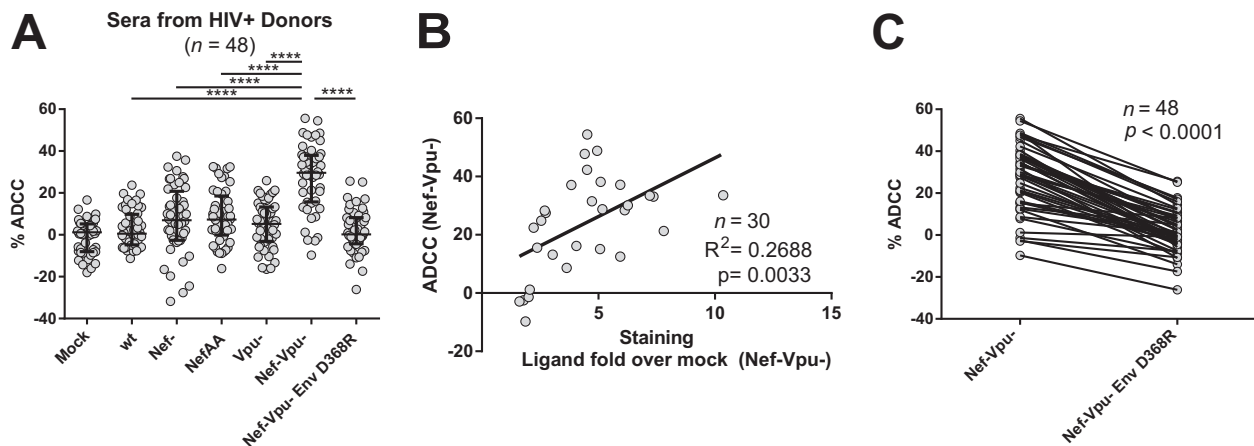 A
Sera from HIV+ Donors
(n = 48)
****
****
****
****
****
% ADCC
60
40
20
0
-20
-40
Mock
wt
Nef-
NefAA
Vpu-
Nef-Vpu-
Nef-Vpu- Env D368R
B
ADCC (Nef-Vpu-)
60
40
20
0
-20
5
10
15
n = 30
R2= 0.2688
p= 0.0033
Staining
Ligand fold over mock (Nef-Vpu-)
C
% ADCC
60
40
20
0
-20
-40
n = 48
p < 0.0001
Nef-Vpu-
Nef-Vpu- Env D368R